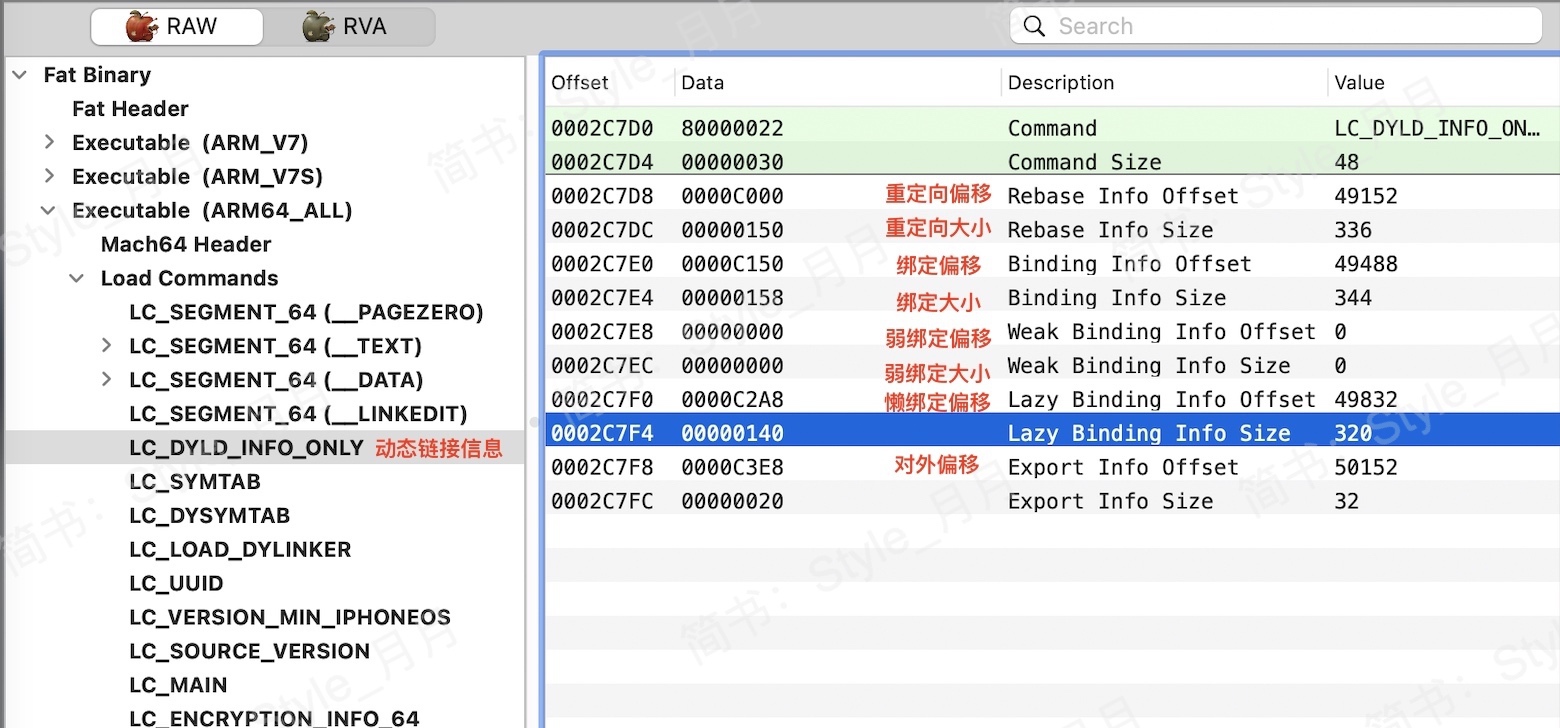 RAW RVA Search
Fat Binary
Fat Header
Executable (ARM_V7)
Executable (ARM_V7S)
Executable (ARM64_ALL)
Mach64 Header
Load Commands
LC_SEGMENT_64 (__PAGEZERO)
LC_SEGMENT_64 (__TEXT)
LC_SEGMENT_64 (__DATA)
LC_SEGMENT_64 (__LINKEDIT)
LC_DYLD_INFO_ONLY 动态链接信息
LC_SYMTAB
LC_DYSYMTAB
LC_LOAD_DYLINKER
LC_UUID
LC_VERSION_MIN_IPHONEOS
LC_SOURCE_VERSION
LC_MAIN
LC_ENCRYPTION_INFO_64
Offset Data Description Value
0002C7D0 80000022 Command LC_DYLD_INFO_ON…
0002C7D4 00000030 Command Size 48
0002C7D8 0000C000 重定向偏移 Rebase Info Offset 49152
0002C7DC 00000150 重定向大小 Rebase Info Size 336
0002C7E0 0000C150 绑定偏移 Binding Info Offset 49488
0002C7E4 00000158 绑定大小 Binding Info Size 344
0002C7E8 00000000 弱绑定偏移 Weak Binding Info Offset 0
0002C7EC 00000000 弱绑定大小 Weak Binding Info Size 0
0002C7F0 0000C2A8 懒绑定偏移 Lazy Binding Info Offset 49832
0002C7F4 00000140 Lazy Binding Info Size 320
0002C7F8 0000C3E8 对外偏移 Export Info Offset 50152
0002C7FC 00000020 Export Info Size 32
简书：Style_月月